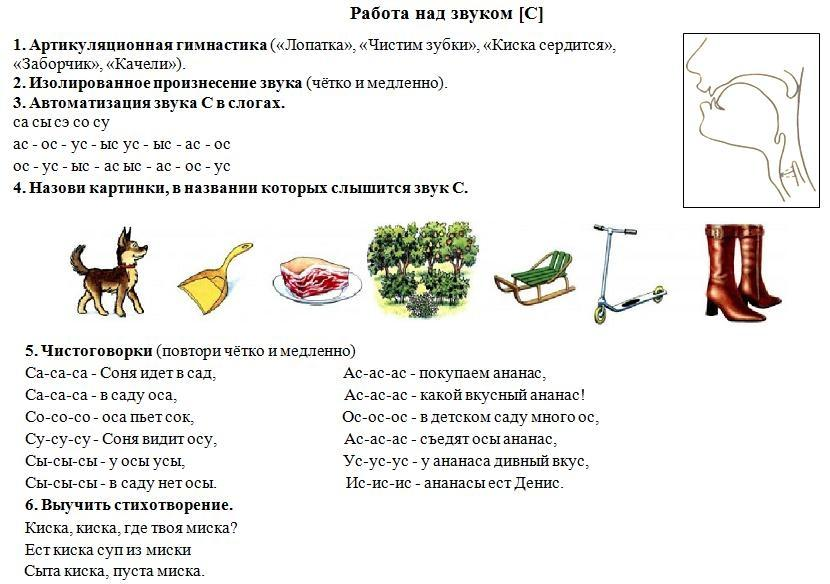 Работа над звуком [С]
1. Артикуляционная гимнастика («Лопатка», «Чистим зубки», «Киска сердится»,
«Заборчик», «Качели»).
2. Изолированное произнесение звука (чётко и медленно).
3. Автоматизация звука С в слогах.
са сы сэ со су
ас - ос - ус - ыс ус - ыс - ас - ос
ос - ус - ыс - ас ыс - ас - ос - ус
4. Назови картинки, в названии которых слышится звук С.
5. Чистоговорки (повтори чётко и медленно)
Са-са-са - Соня идет в сад,
Са-са-са - в саду оса,
Со-со-со - оса пьет сок,
Су-су-су - Соня видит осу,
Сы-сы-сы - у осы усы,
Сы-сы-сы - в саду нет осы.
Ас-ас-ас - покупаем ананас,
Ас-ас-ас - какой вкусный ананас!
Ос-ос-ос - в детском саду много ос,
Ас-ас-ас - съедят осы ананас,
Ус-ус-ус - у ананаса дивный вкус,
Ис-ис-ис - ананасы ест Денис.
6. Выучить стихотворение.
Киска, киска, где твоя миска?
Ест киска суп из миски
Сыта киска, пуста миска.